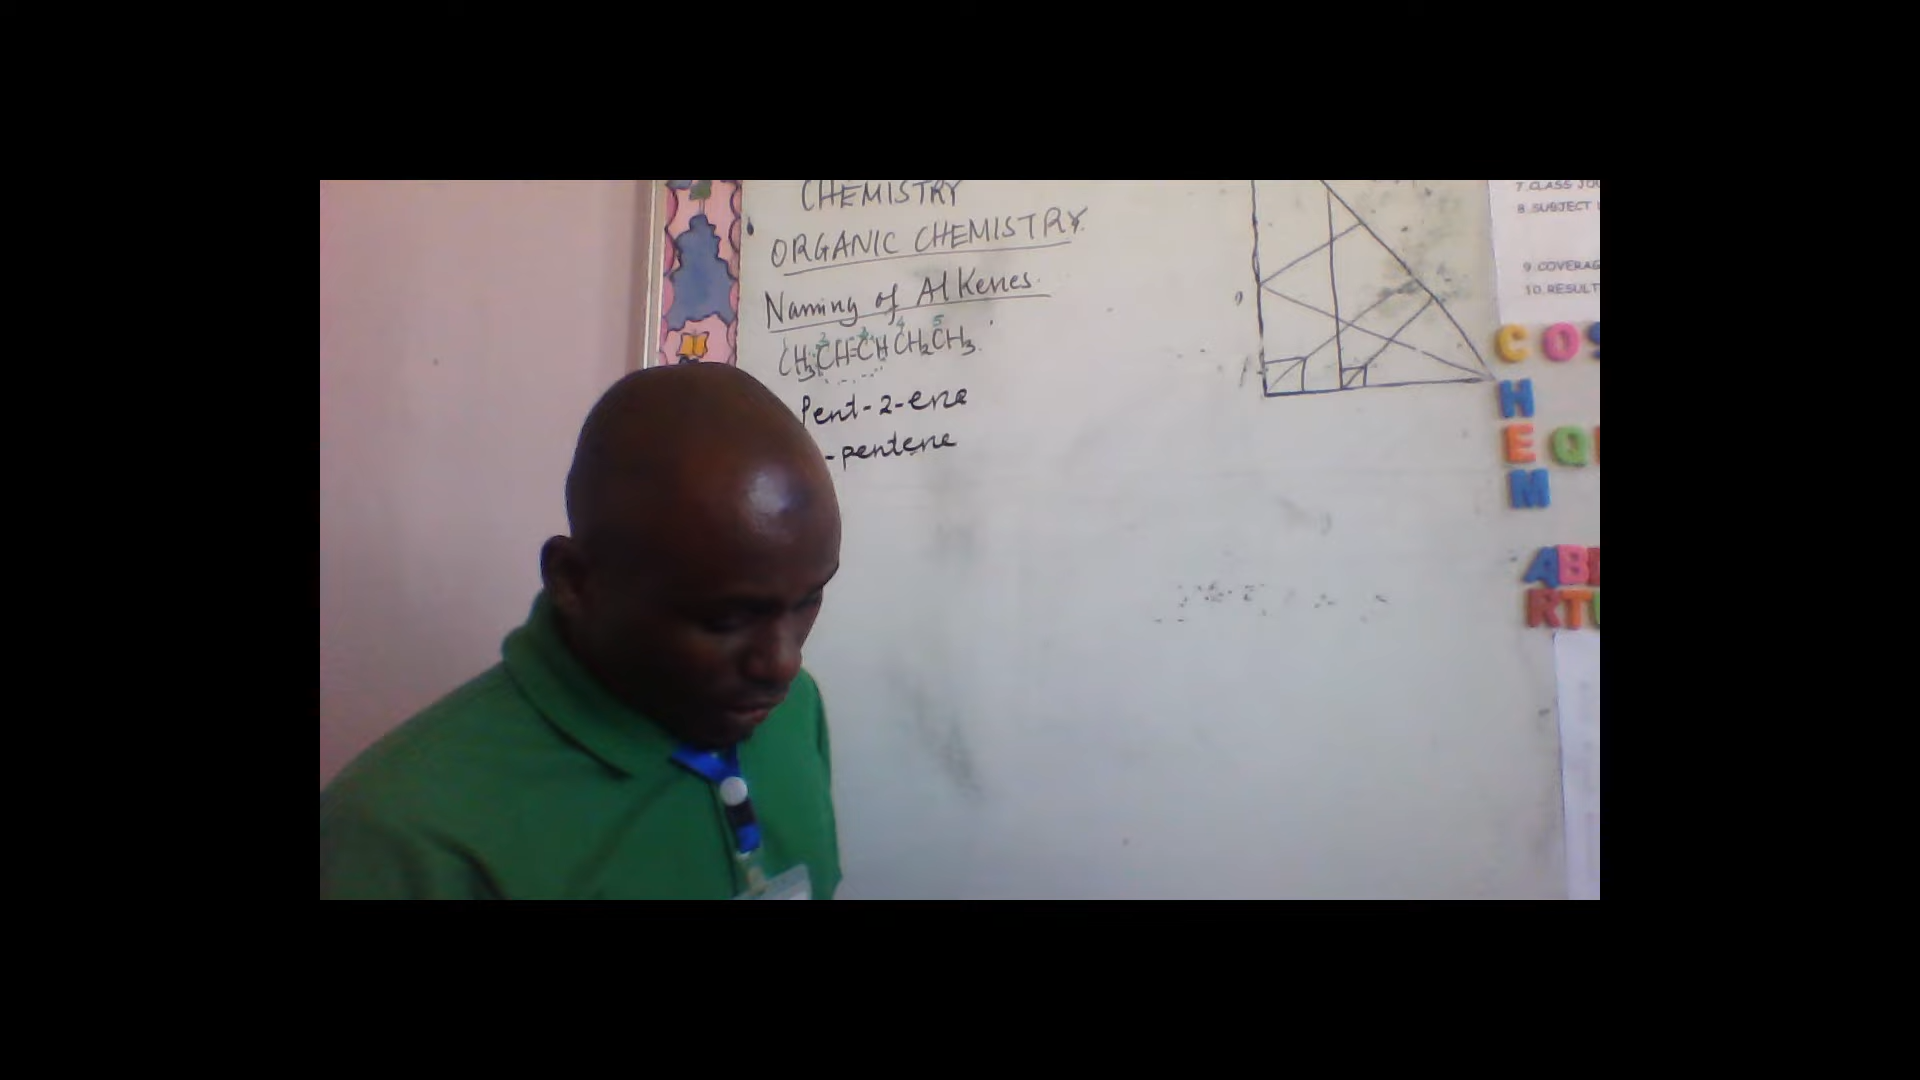 CHEMISTRY
ORGANIC CHEMISTRY
Naming of Alkenes.
1 2 3 4 5
CH₃CH=CHCH₂CH₃
Pent-2-ene
-pentene
7.CLASS
8.SUBJECT
9.
10.RESULT
C
H
E
M